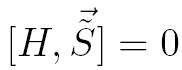 $[H, \vec{\tilde{S}}] = 0$